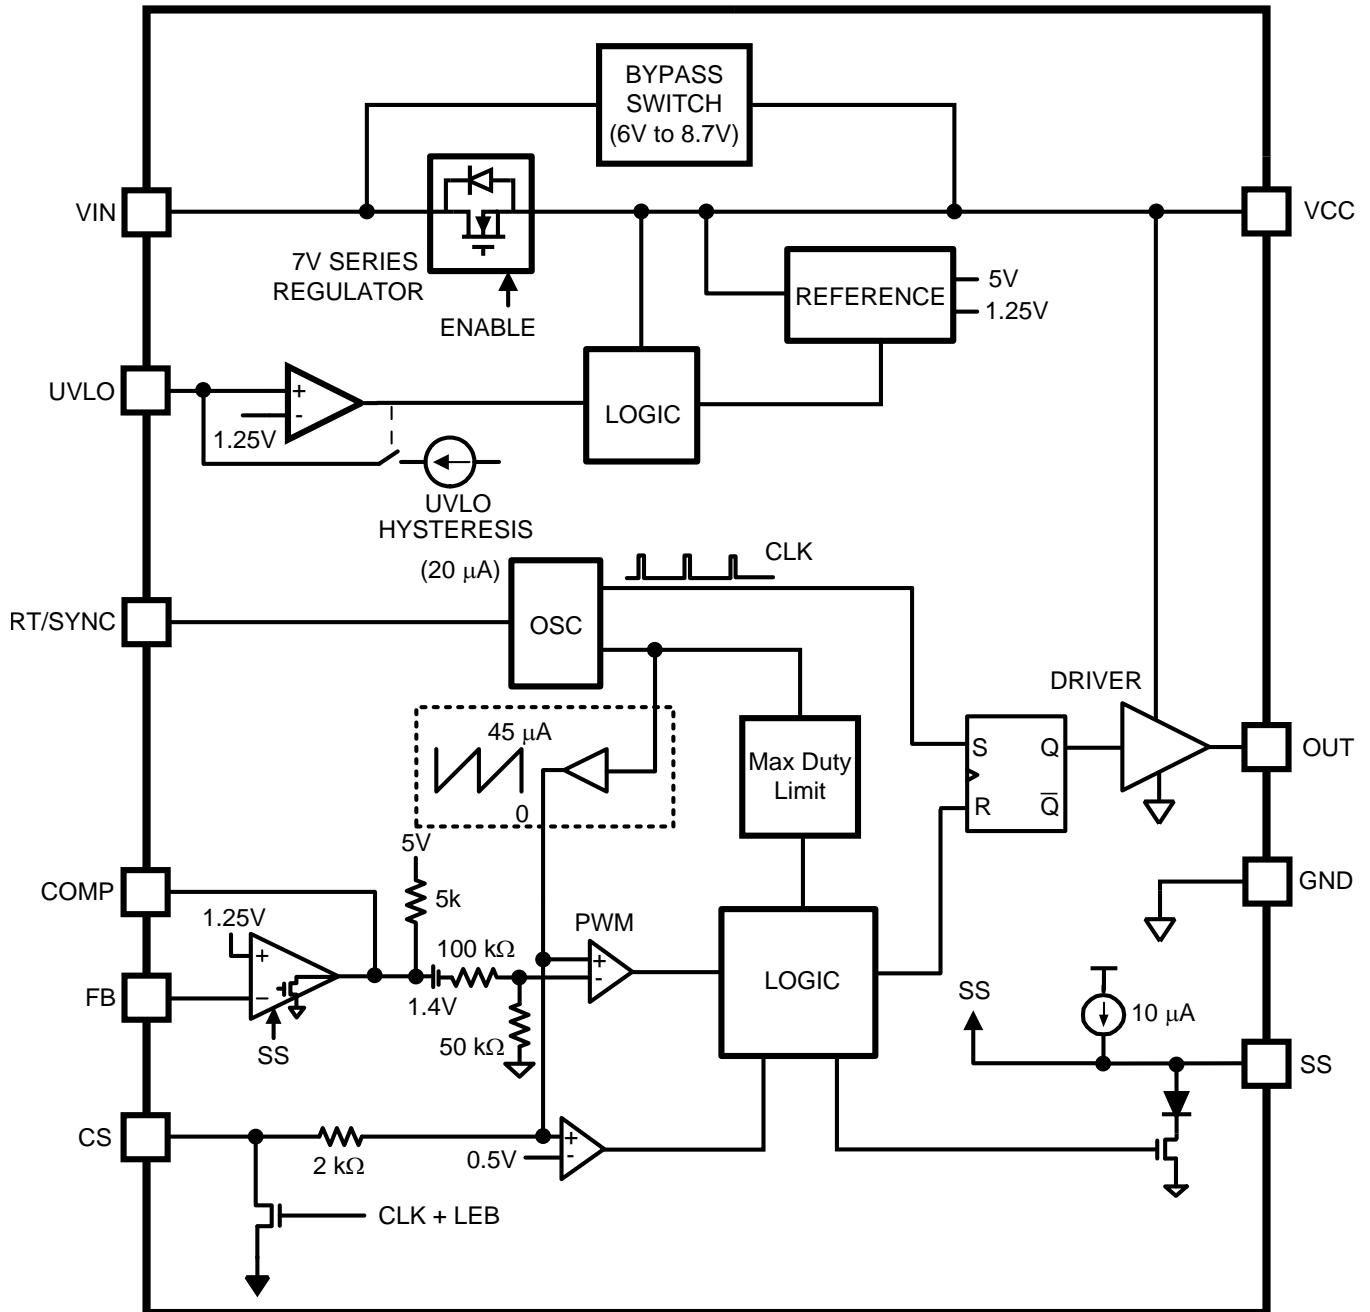 BYPASS
SWITCH
(6V to 8.7V)
VIN
VCC
7V SERIES
REGULATOR
ENABLE
REFERENCE
5V
1.25V
UVLO
+
-
1.25V
LOGIC
UVLO
HYSTERESIS
(20 μA)
CLK
RT/SYNC
OSC
DRIVER
45 μA
0
Max Duty
Limit
S
Q
R
Q̅
OUT
5V
5k
COMP
1.25V
+
−
FB
SS
1.4V
100 kΩ
50 kΩ
PWM
+
-
LOGIC
GND
SS
10 μA
SS
CS
2 kΩ
0.5V
+
-
CLK + LEB